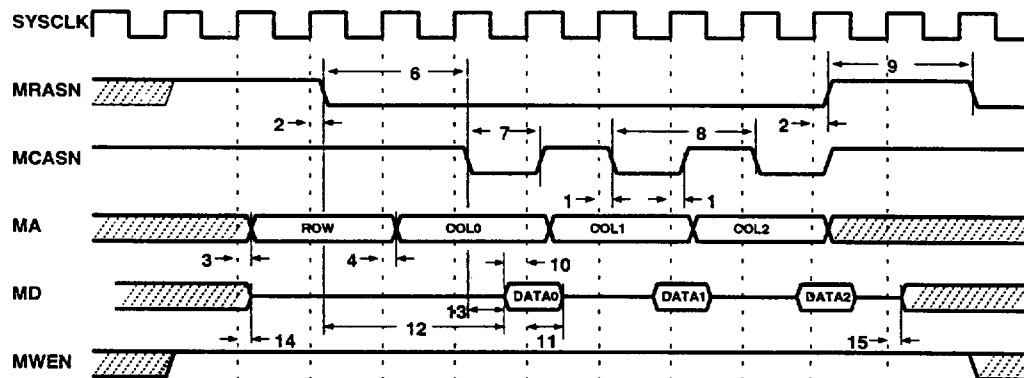 SYSCLK
6 9
MRASN
2 7 8 2
MCASN
1 1
MA ROW COL0 COL1 COL2
3 4 10
MD DATA0 DATA1 DATA2
13
12
14 11 15
MWEN